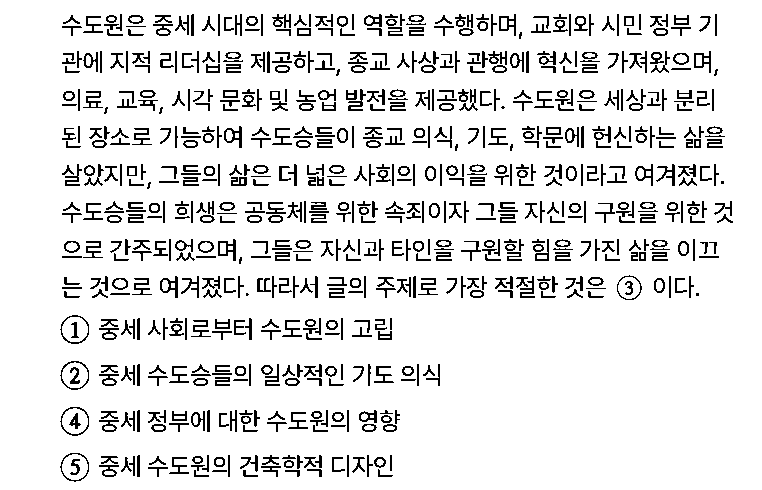 수도원은 중세 시대의 핵심적인 역할을 수행하며, 교회와 시민 정부 기
관에 지적 리더십을 제공하고, 종교 사상과 관행에 혁신을 가져왔으며,
의료, 교육, 시각 문화 및 농업 발전을 제공했다. 수도원은 세상과 분리
된 장소로 기능하여 수도승들이 종교 의식, 기도, 학문에 헌신하는 삶을
살았지만, 그들의 삶은 더 넓은 사회의 이익을 위한 것이라고 여겨졌다.
수도승들의 희생은 공동체를 위한 속죄이자 그들 자신의 구원을 위한 것
으로 간주되었으며, 그들은 자신과 타인을 구원할 힘을 가진 삶을 이끄
는 것으로 여겨졌다. 따라서 글의 주제로 가장 적절한 것은 ③ 이다.
① 중세 사회로부터 수도원의 고립
② 중세 수도승들의 일상적인 기도 의식
④ 중세 정부에 대한 수도원의 영향
⑤ 중세 수도원의 건축학적 디자인